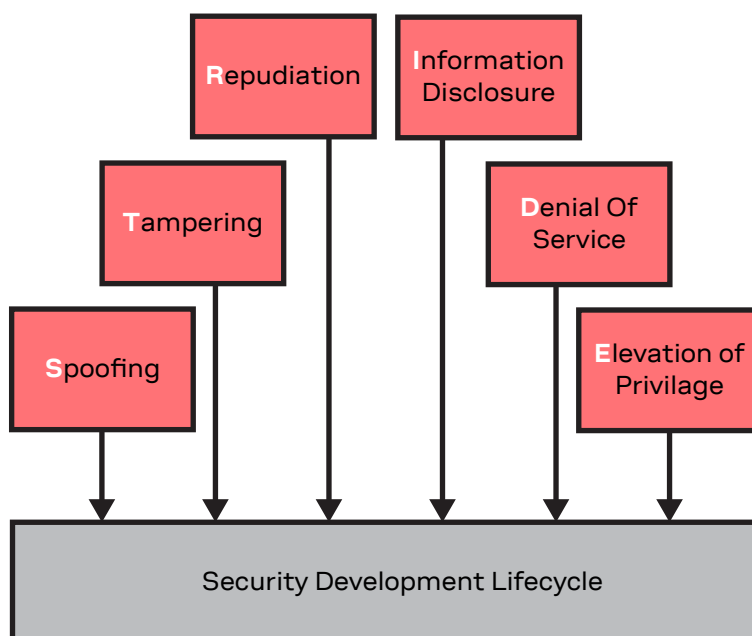 Repudiation
Information
Disclosure
Tampering
Denial Of
Service
Spoofing
Elevation of
Privilage
Security Development Lifecycle